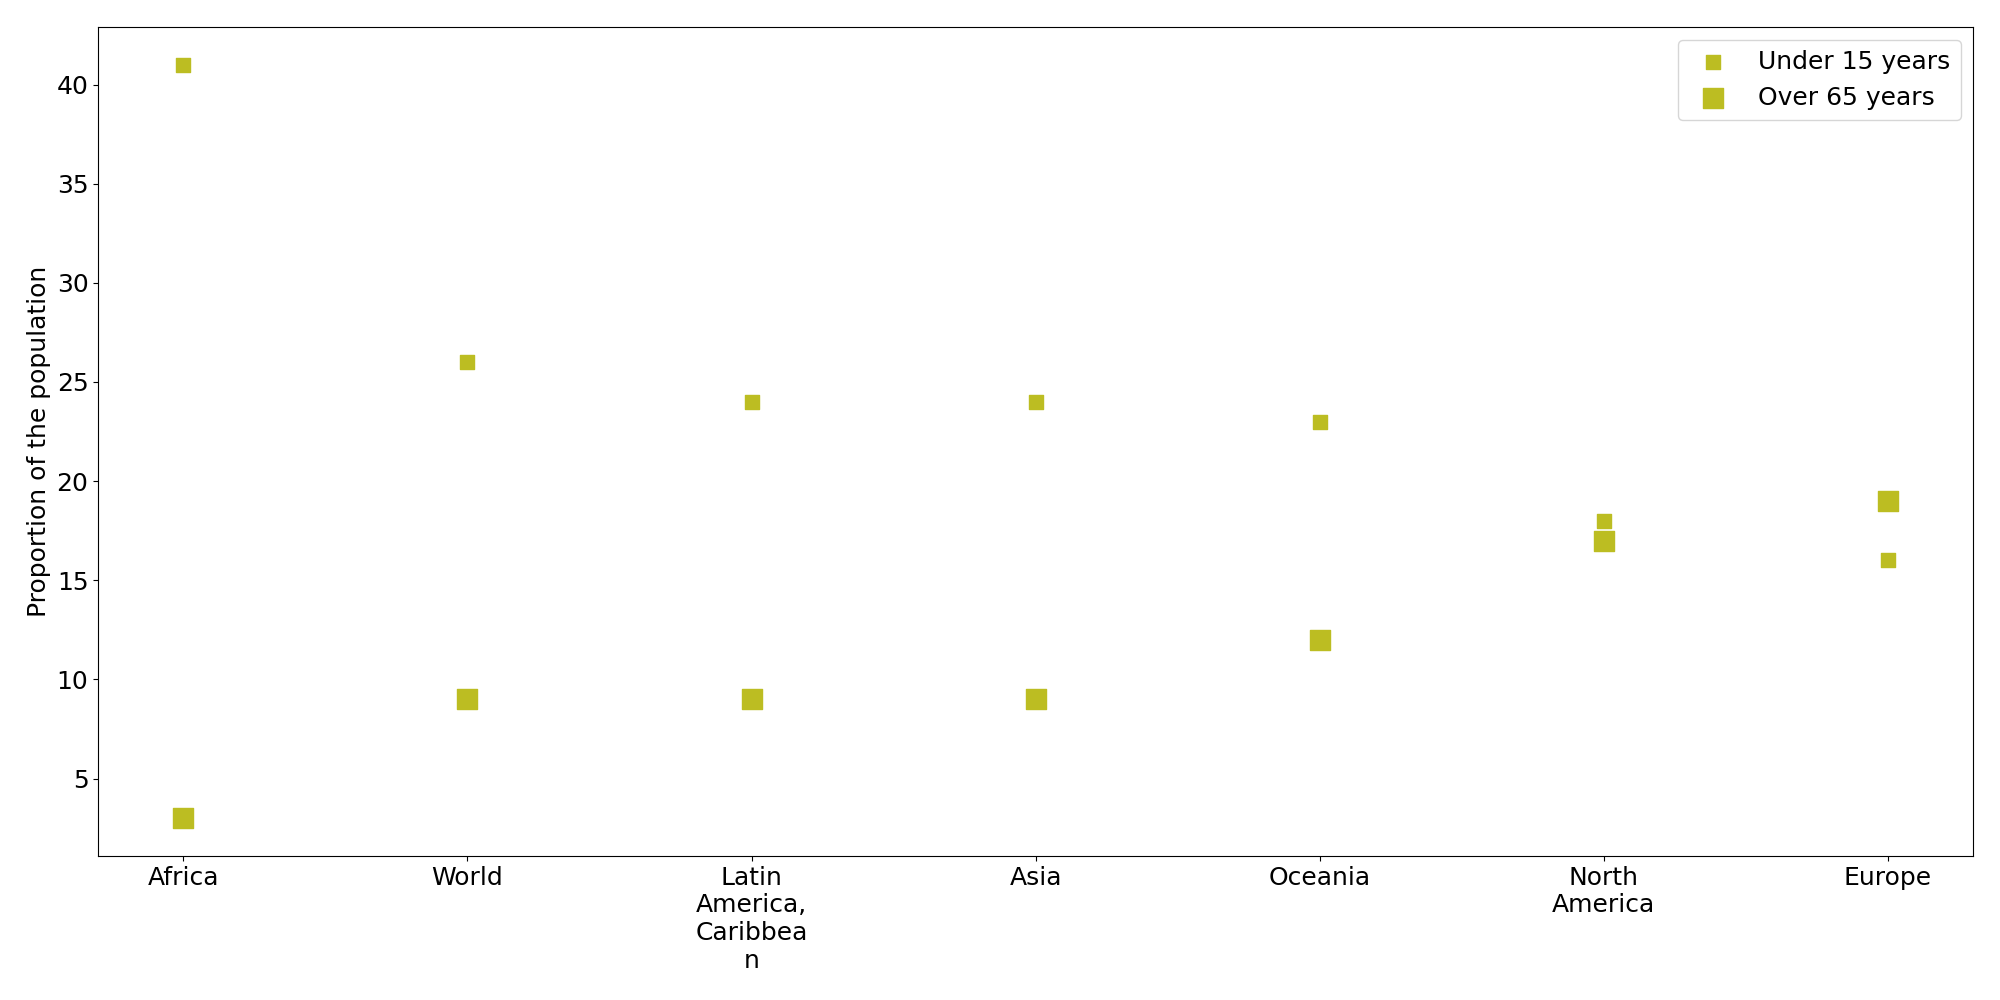 Under 15 years
Over 65 years
Proportion of the population
40
35
30
25
20
15
10
5
Africa
World
Latin
America,
Caribbea
n
Asia
Oceania
North
America
Europe